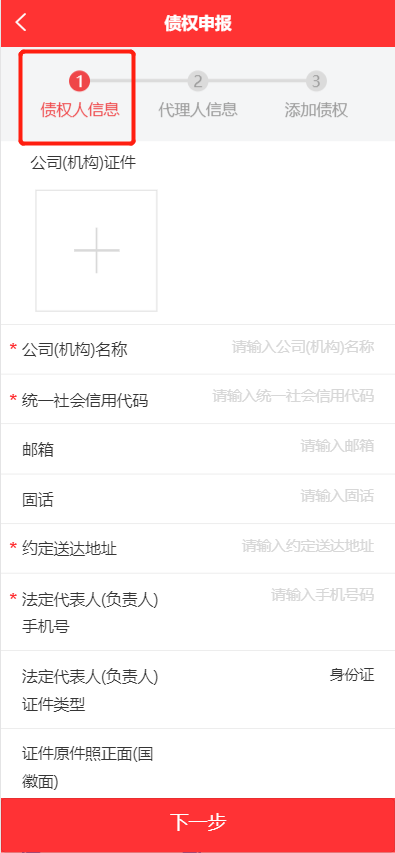 债权申报
1
2
3
债权人信息
代理人信息
添加债权
公司(机构)证件
* 公司(机构)名称
请输入公司(机构)名称
* 统一社会信用代码
请输入统一社会信用代码
邮箱
请输入邮箱
固话
请输入固话
* 约定送达地址
请输入约定送达地址
* 法定代表人(负责人)
手机号
请输入手机号码
法定代表人(负责人)
证件类型
身份证
证件原件照正面(国
徽面)
下一步